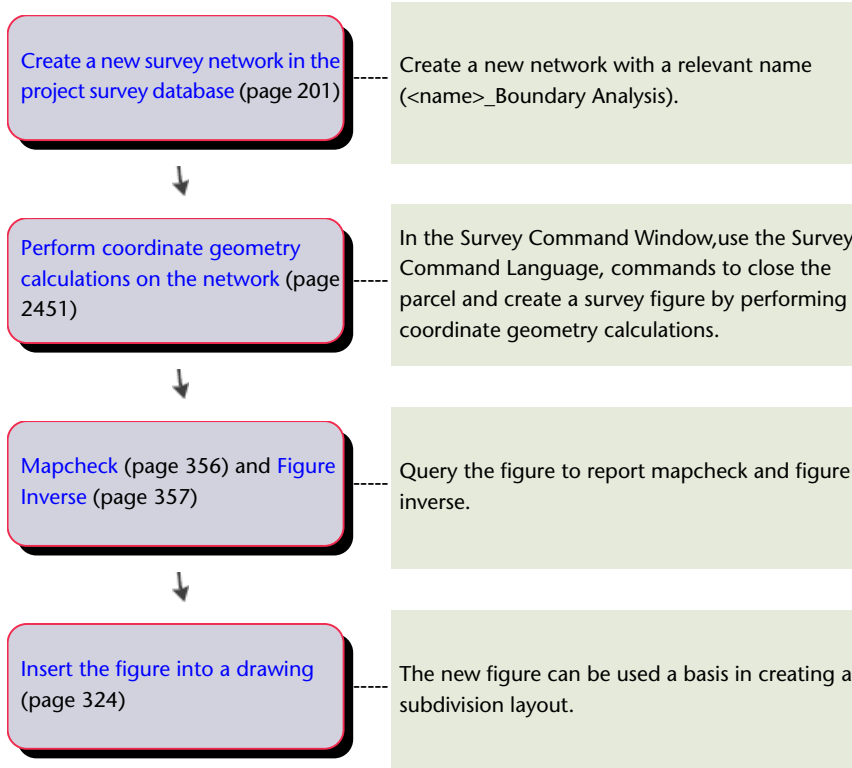 Create a new survey network in the
project survey database (page 201)
Create a new network with a relevant name
(<name>_Boundary Analysis).
Perform coordinate geometry
calculations on the network (page
2451)
In the Survey Command Window,use the Survey
Command Language, commands to close the
parcel and create a survey figure by performing
coordinate geometry calculations.
Mapcheck (page 356) and Figure
Inverse (page 357)
Query the figure to report mapcheck and figure
inverse.
Insert the figure into a drawing
(page 324)
The new figure can be used a basis in creating a
subdivision layout.